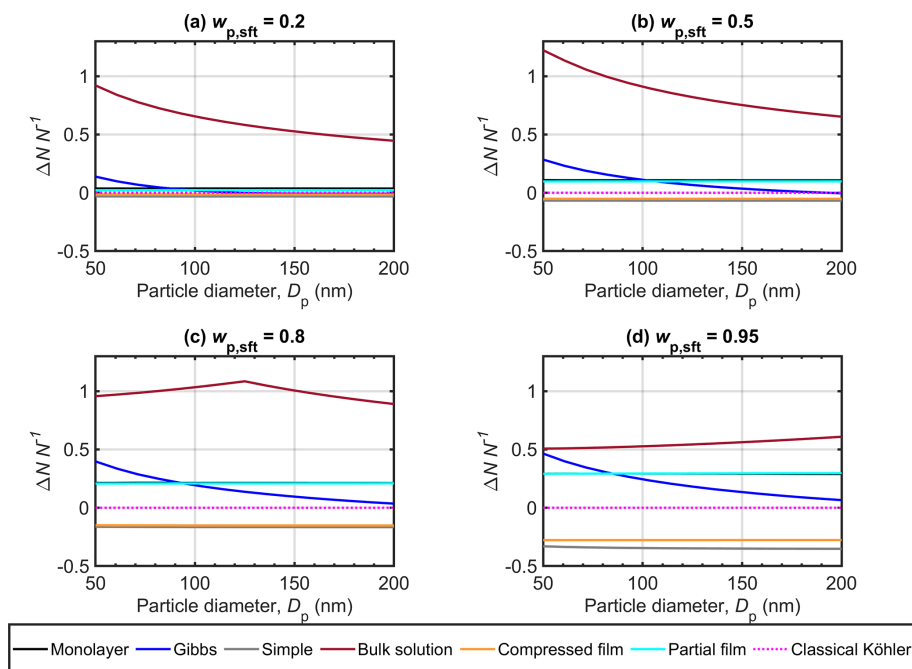 (a) w_p,sft = 0.2
1
0.5
0
-0.5
ΔN N⁻¹
50 100 150 200
Particle diameter, D_p (nm)
(b) w_p,sft = 0.5
1
0.5
0
-0.5
ΔN N⁻¹
50 100 150 200
Particle diameter, D_p (nm)
(c) w_p,sft = 0.8
1
0.5
0
-0.5
ΔN N⁻¹
50 100 150 200
Particle diameter, D_p (nm)
(d) w_p,sft = 0.95
1
0.5
0
-0.5
ΔN N⁻¹
50 100 150 200
Particle diameter, D_p (nm)
Monolayer Gibbs Simple Bulk solution Compressed film Partial film Classical Köhler